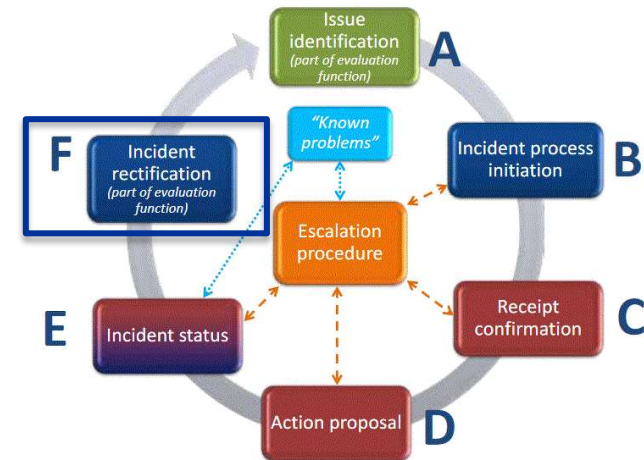 Issue
identification
(part of evaluation
function)
A
"Known
problems"
F
Incident
rectification
(part of evaluation
function)
Incident process
initiation
B
Escalation
procedure
E
Incident status
Receipt
confirmation
C
Action proposal
D